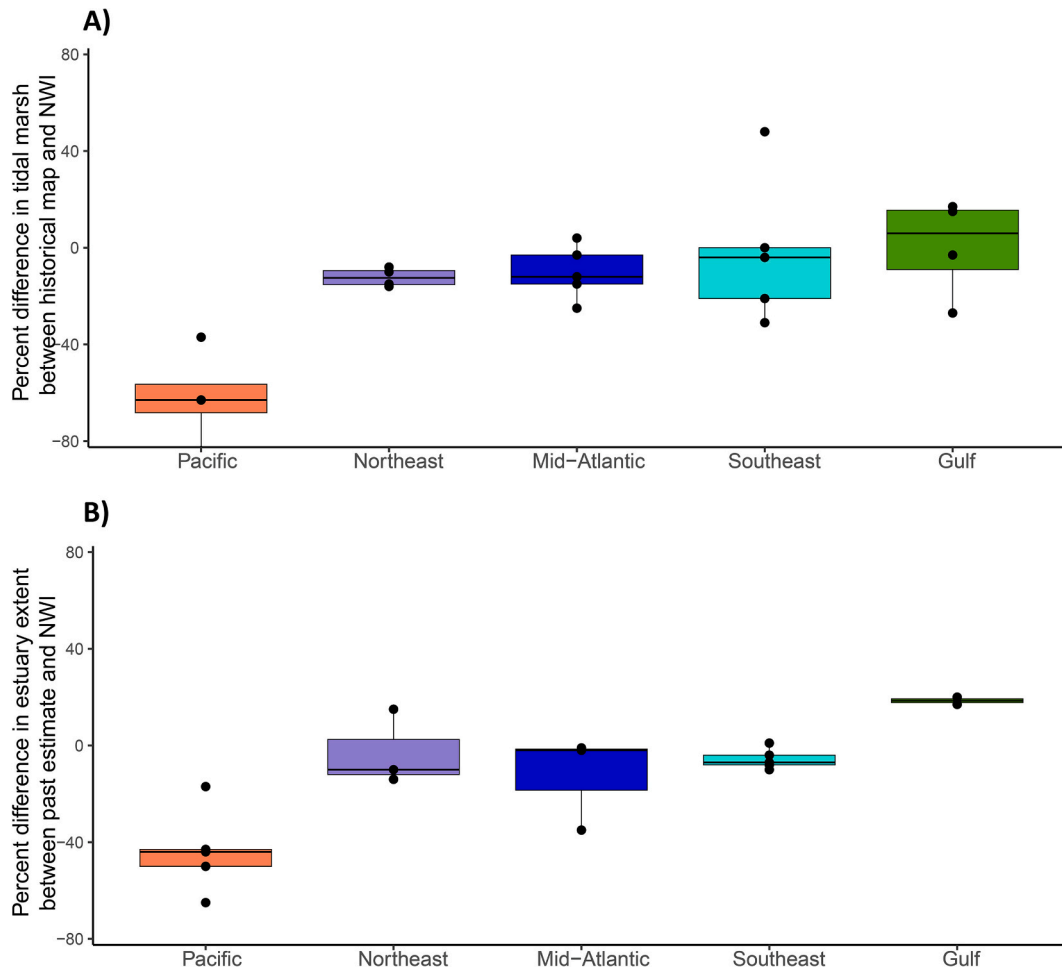 A)
Percent difference in tidal marsh
between historical map and NWI
80
40
0
−40
−80
Pacific Northeast Mid−Atlantic Southeast Gulf
B)
Percent difference in estuary extent
between past estimate and NWI
80
40
0
−40
−80
Pacific Northeast Mid−Atlantic Southeast Gulf